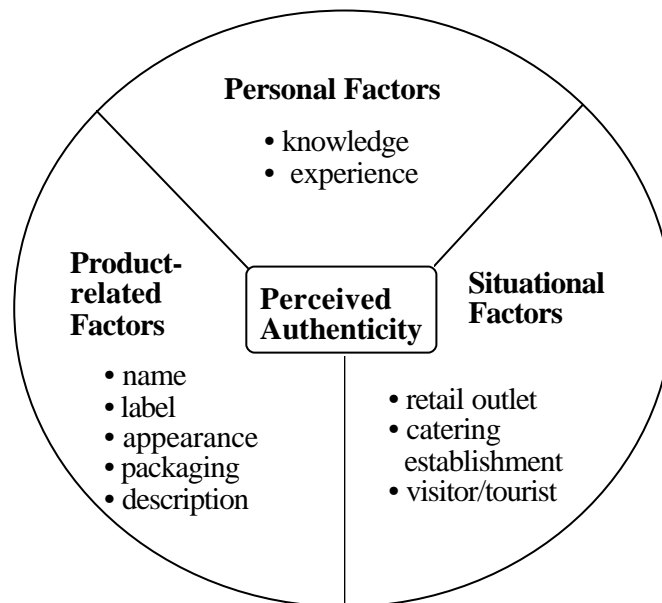 Personal Factors
• knowledge
• experience
Product-
related
Factors
• name
• label
• appearance
• packaging
• description
Perceived
Authenticity
Situational
Factors
• retail outlet
• catering
establishment
• visitor/tourist